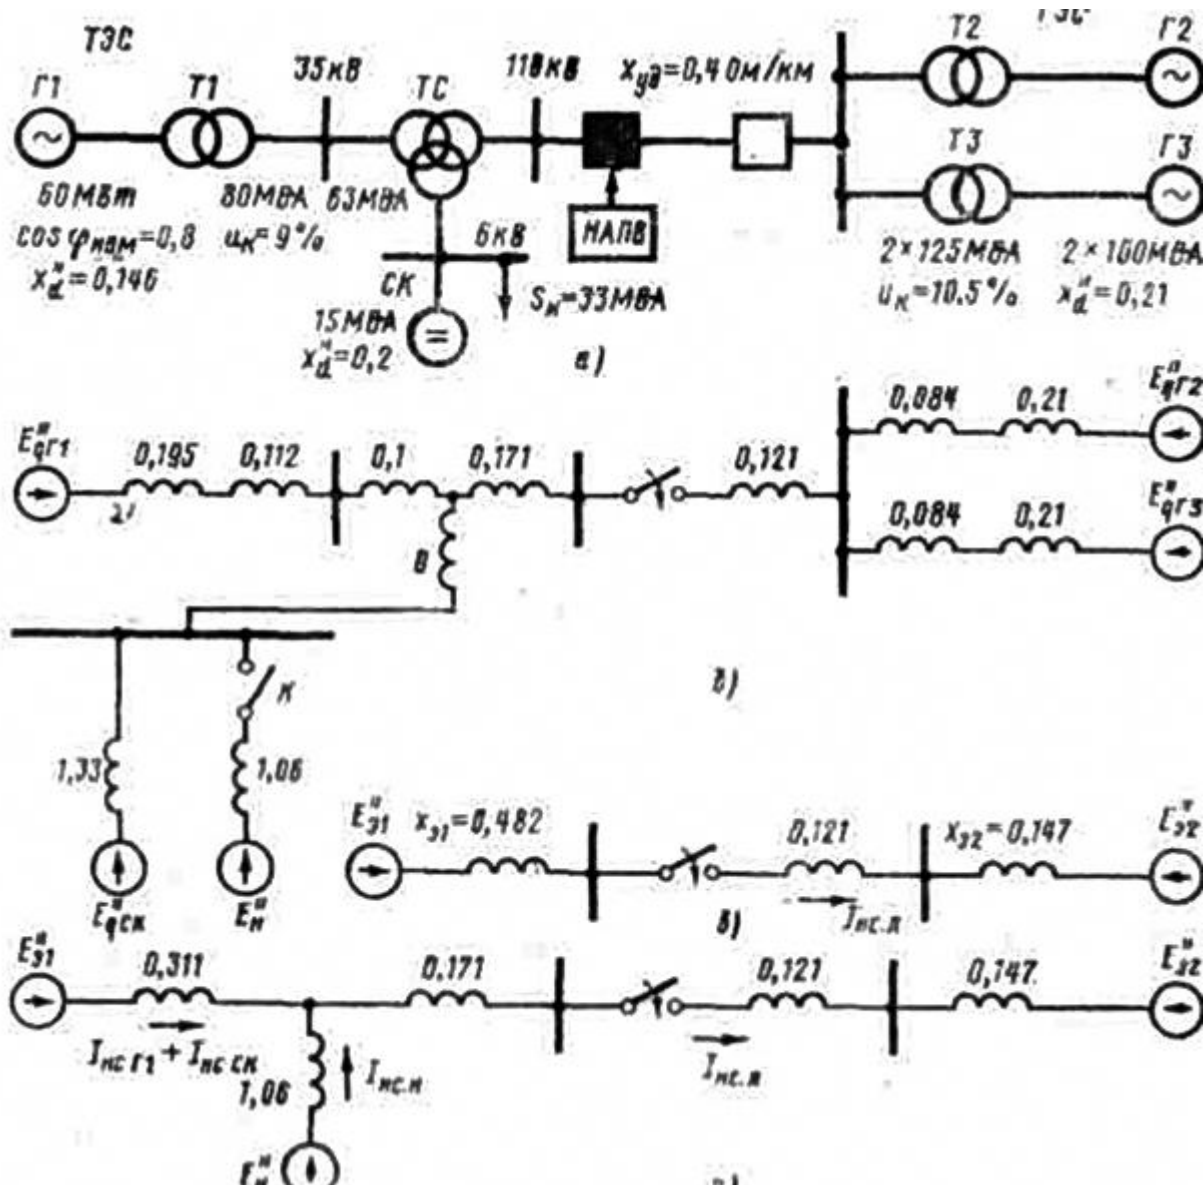 ТЭС
ТЭС
Г1
Т1
35кВ
ТС
118кВ
xуд=0,4 Ом/км
Т2
Г2
Т3
Г3
60МВт
80МВА
63МВА
cos φном=0,8
uк=9%
x"d=0,146
6кВ
НАПВ
СК
Sн=33МВА
15МВА
x"d=0,2
2×125МВА
2×100МВА
uк=10.5%
x"d=0,21
а)
E"qГ1
0,195
0,112
0,1
0,171
0,121
0,084
0,21
E"qГ2
0,084
0,21
E"qГ3
0
К
1,33
1,06
E"qСК
E"н
E"э1
xэ1=0,482
0,121
xэ2=0,147
E"э2
Iнс.л
в)
E"э1
0,311
0,171
0,121
0,147
E"э2
Iнс Г1 + Iнс СК
1,06
Iнс.н
Iнс.л
E"н